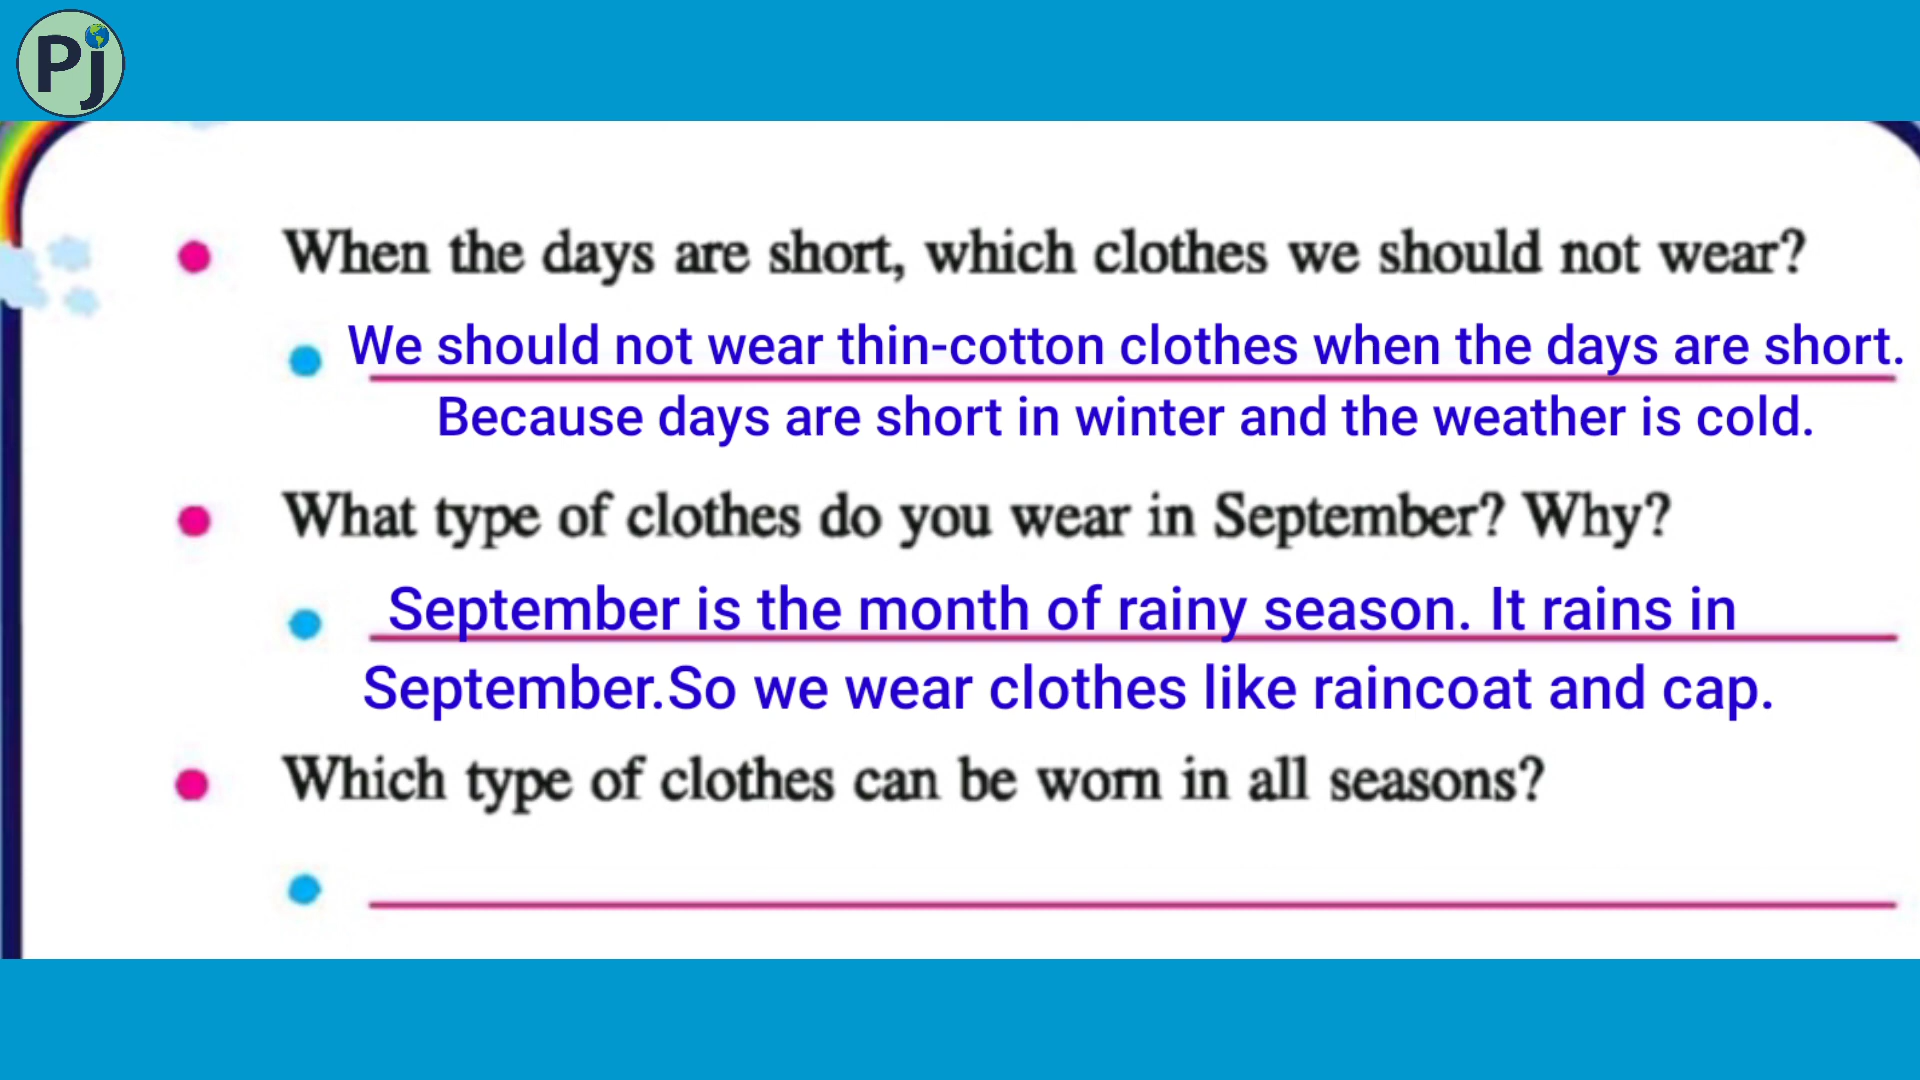 Pj
When the days are short, which clothes we should not wear?
We should not wear thin-cotton clothes when the days are short.
Because days are short in winter and the weather is cold.
What type of clothes do you wear in September? Why?
September is the month of rainy season. It rains in
September.So we wear clothes like raincoat and cap.
Which type of clothes can be worn in all seasons?